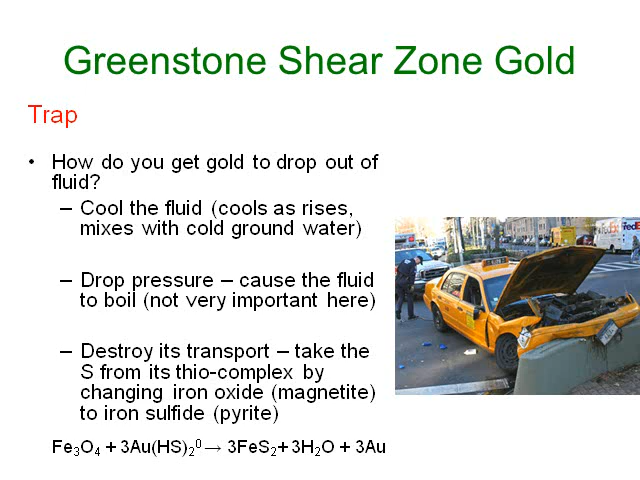 Greenstone Shear Zone Gold
Trap
• How do you get gold to drop out of
fluid?
– Cool the fluid (cools as rises,
mixes with cold ground water)
– Drop pressure – cause the fluid
to boil (not very important here)
– Destroy its transport – take the
S from its thio-complex by
changing iron oxide (magnetite)
to iron sulfide (pyrite)
Fe₃O₄ + 3Au(HS)₂⁰ → 3FeS₂+ 3H₂O + 3Au
FedEx